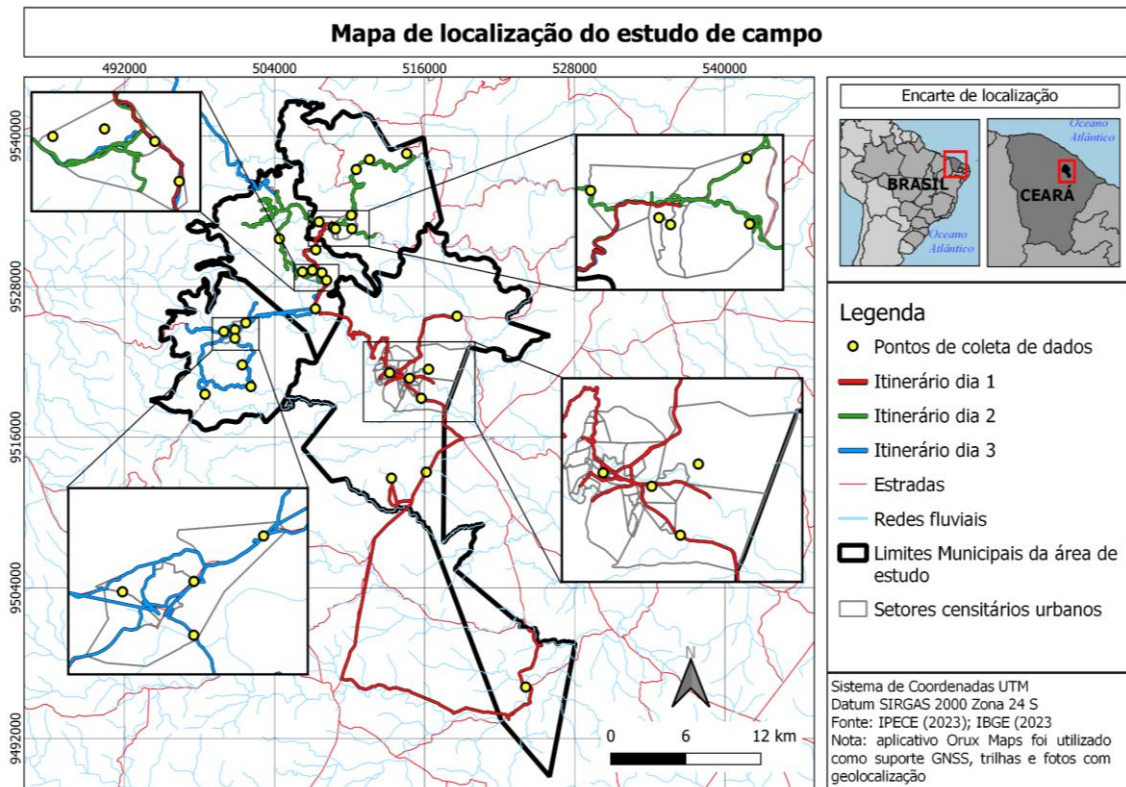 Mapa de localização do estudo de campo
492000 504000 516000 528000 540000
9540000
9528000
9516000
9504000
9492000
N
0 6 12 km
Encarte de localização
BRASIL
Oceano
Atlântico
Oceano
Atlântico
CEARÁ
Legenda
Pontos de coleta de dados
Itinerário dia 1
Itinerário dia 2
Itinerário dia 3
Estradas
Redes fluviais
Limites Municipais da área de
estudo
Setores censitários urbanos
Sistema de Coordenadas UTM
Datum SIRGAS 2000 Zona 24 S
Fonte: IPECE (2023); IBGE (2023
Nota: aplicativo Orux Maps foi utilizado
como suporte GNSS, trilhas e fotos com
geolocalização